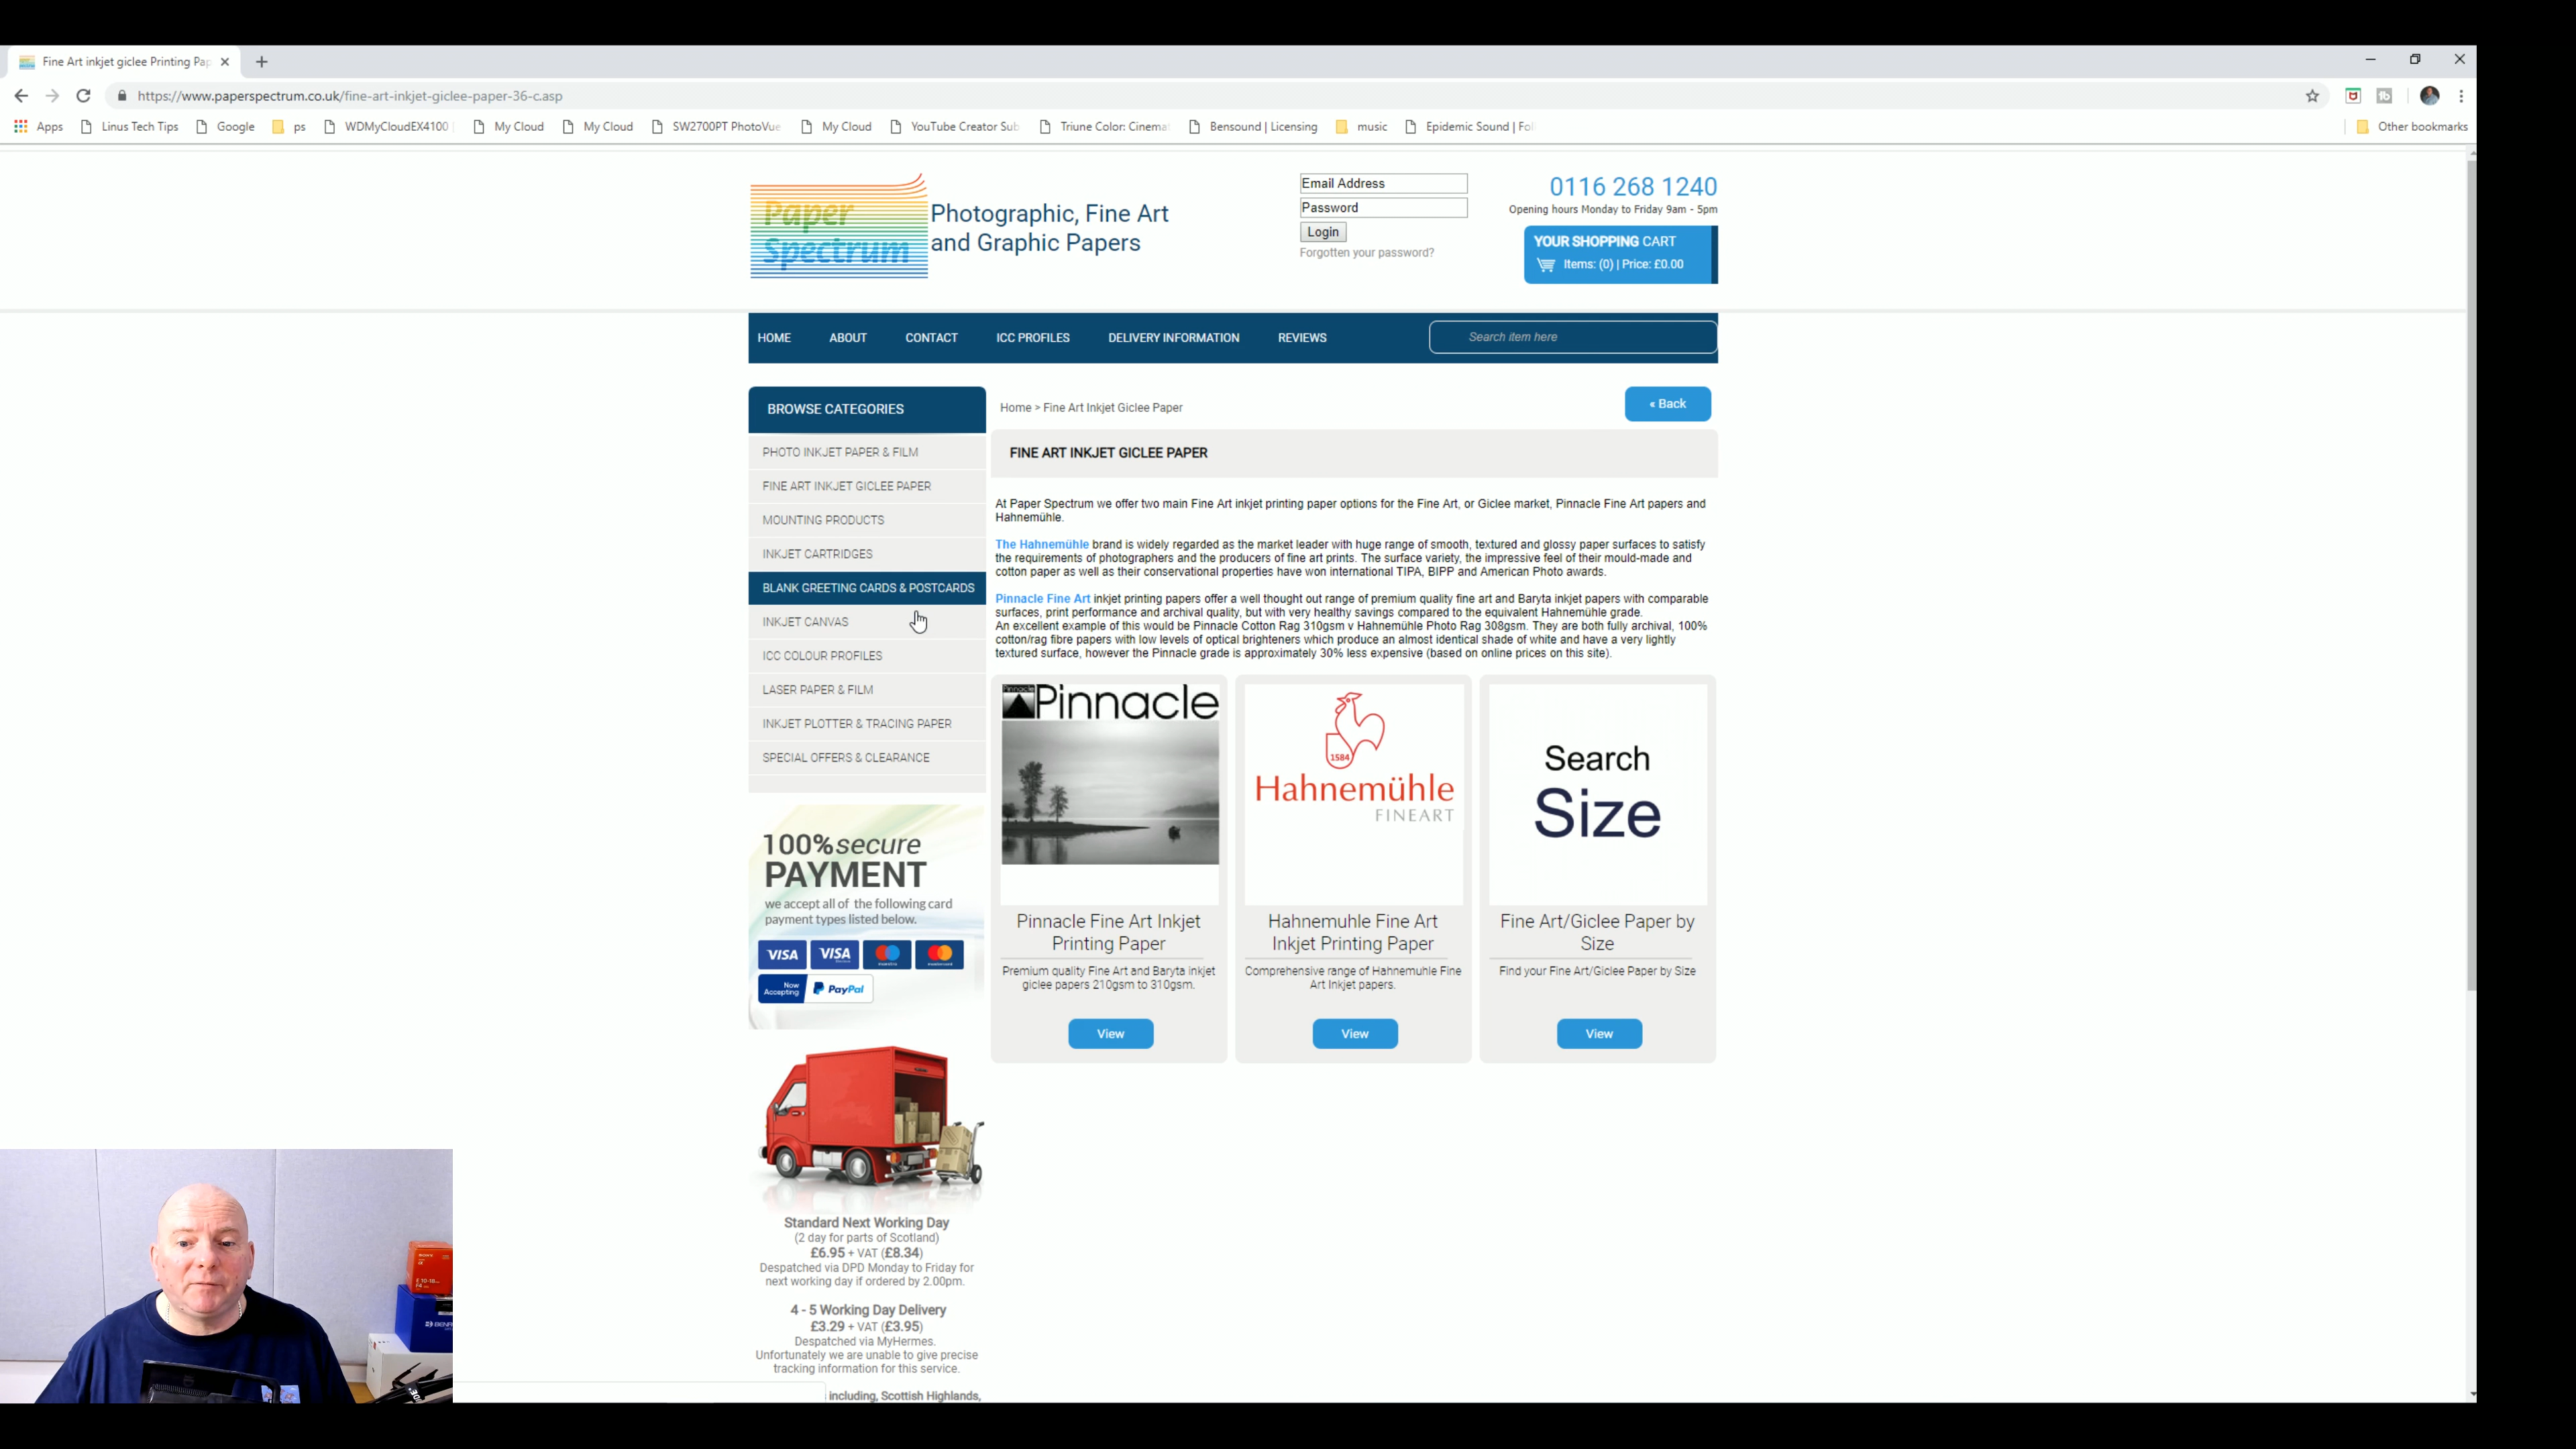 Fine Art inkjet giclee Printing Pap
https://www.paperspectrum.co.uk/fine-art-inkjet-giclee-paper-36-c.asp
Apps Linus Tech Tips Google ps WDMyCloudEX4100 My Cloud My Cloud SW2700PT PhotoVue My Cloud YouTube Creator Sub Triune Color: Cinema Bensound | Licensing music Epidemic Sound | Fol Other bookmarks
Paper
Spectrum
Photographic, Fine Art
and Graphic Papers
Email Address
Password
Login
Forgotten your password?
0116 268 1240
Opening hours Monday to Friday 9am - 5pm
YOUR SHOPPING CART
Items: (0) | Price: £0.00
HOME ABOUT CONTACT ICC PROFILES DELIVERY INFORMATION REVIEWS Search item here
BROWSE CATEGORIES
PHOTO INKJET PAPER & FILM
FINE ART INKJET GICLEE PAPER
MOUNTING PRODUCTS
INKJET CARTRIDGES
BLANK GREETING CARDS & POSTCARDS
INKJET CANVAS
ICC COLOUR PROFILES
LASER PAPER & FILM
INKJET PLOTTER & TRACING PAPER
SPECIAL OFFERS & CLEARANCE
Home > Fine Art Inkjet Giclee Paper
« Back
FINE ART INKJET GICLEE PAPER
At Paper Spectrum we offer two main Fine Art inkjet printing paper options for the Fine Art, or Giclee market, Pinnacle Fine Art papers and
Hahnemühle.
The Hahnemühle brand is widely regarded as the market leader with huge range of smooth, textured and glossy paper surfaces to satisfy
the requirements of photographers and the producers of fine art prints. The surface variety, the impressive feel of their mould-made and
cotton paper as well as their conservational properties have won international TIPA, BIPP and American Photo awards.
Pinnacle Fine Art inkjet printing papers offer a well thought out range of premium quality fine art and Baryta inkjet papers with comparable
surfaces, print performance and archival quality, but with very healthy savings compared to the equivalent Hahnemühle grade.
An excellent example of this would be Pinnacle Cotton Rag 310gsm v Hahnemühle Photo Rag 308gsm. They are both fully archival, 100%
cotton/rag fibre papers with low levels of optical brighteners which produce an almost identical shade of white and have a very lightly
textured surface, however the Pinnacle grade is approximately 30% less expensive (based on online prices on this site).
Pinnacle
Pinnacle Fine Art Inkjet
Printing Paper
Premium quality Fine Art and Baryta inkjet
giclee papers 210gsm to 310gsm.
View
1584
Hahnemühle
FINEART
Hahnemuhle Fine Art
Inkjet Printing Paper
Comprehensive range of Hahnemuhle Fine
Art Inkjet papers.
View
Search
Size
Fine Art/Giclee Paper by
Size
Find your Fine Art/Giclee Paper by Size
View
100%secure
PAYMENT
we accept all of the following card
payment types listed below.
VISA VISA
Now
Accepting
PayPal
Standard Next Working Day
(2 day for parts of Scotland)
£6.95 + VAT (£8.34)
Despatched via DPD Monday to Friday for
next working day if ordered by 2.00pm.
4 - 5 Working Day Delivery
£3.29 + VAT (£3.95)
Despatched via MyHermes.
Unfortunately we are unable to give precise
tracking information for this service.
including, Scottish Highlands,